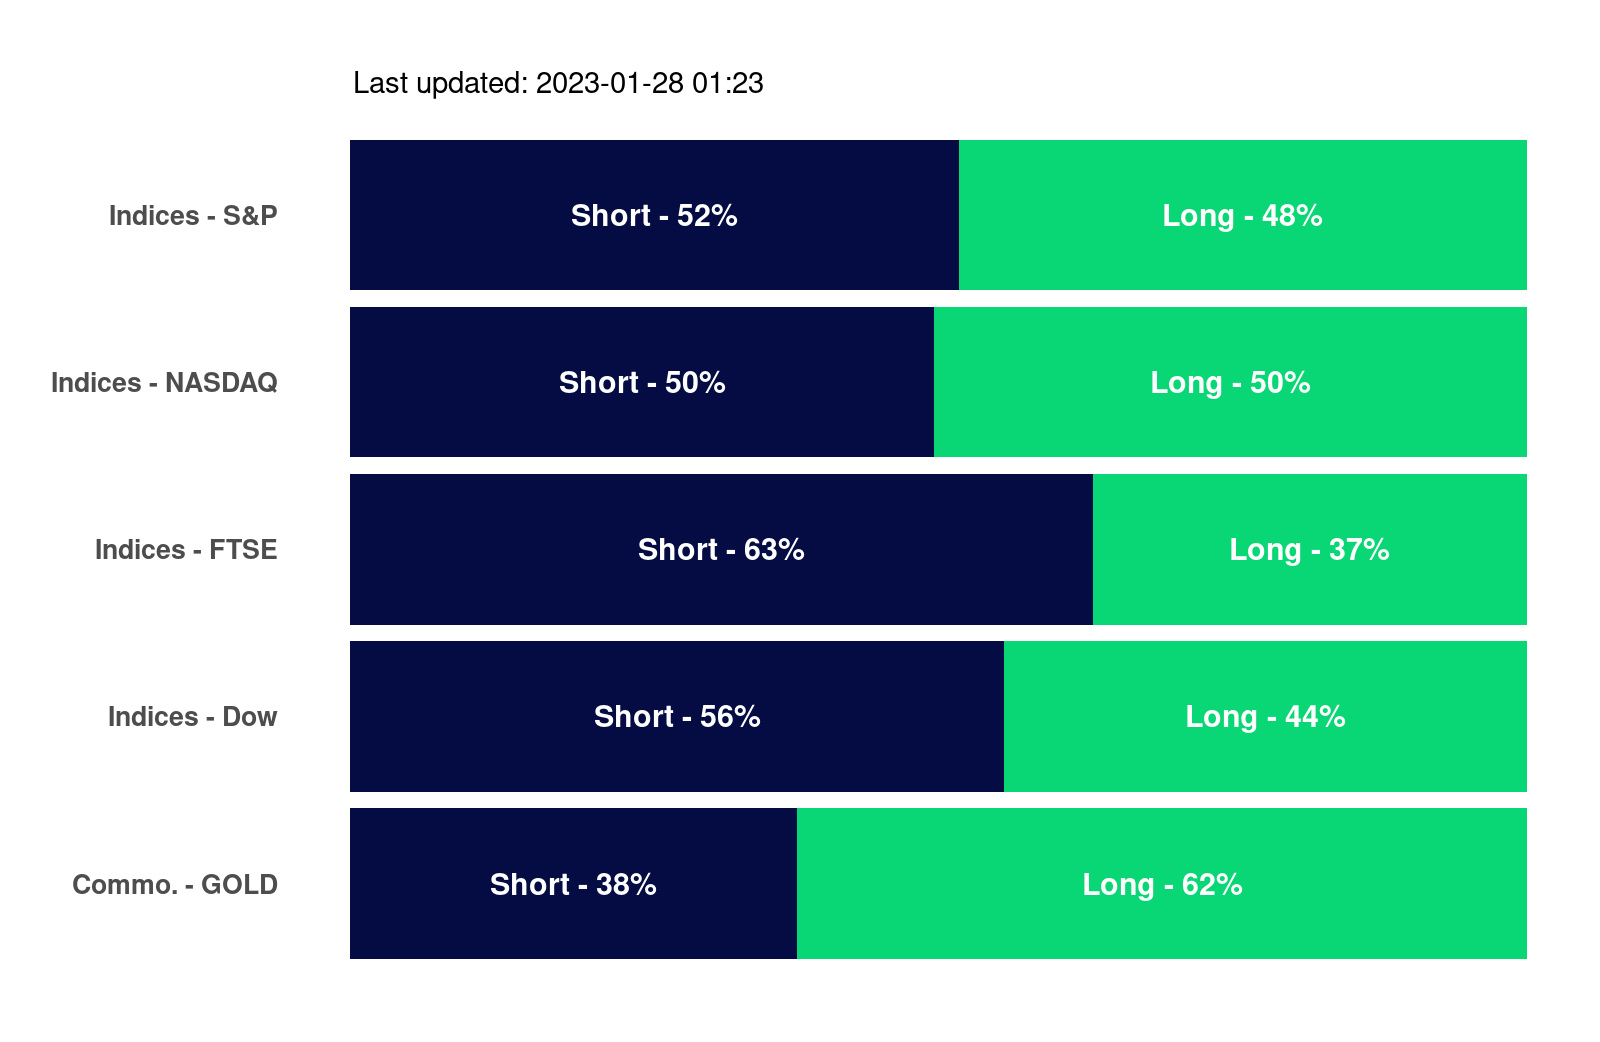 Last updated: 2023-01-28 01:23
Indices - S&P Short - 52% Long - 48%
Indices - NASDAQ Short - 50% Long - 50%
Indices - FTSE Short - 63% Long - 37%
Indices - Dow Short - 56% Long - 44%
Commo. - GOLD Short - 38% Long - 62%